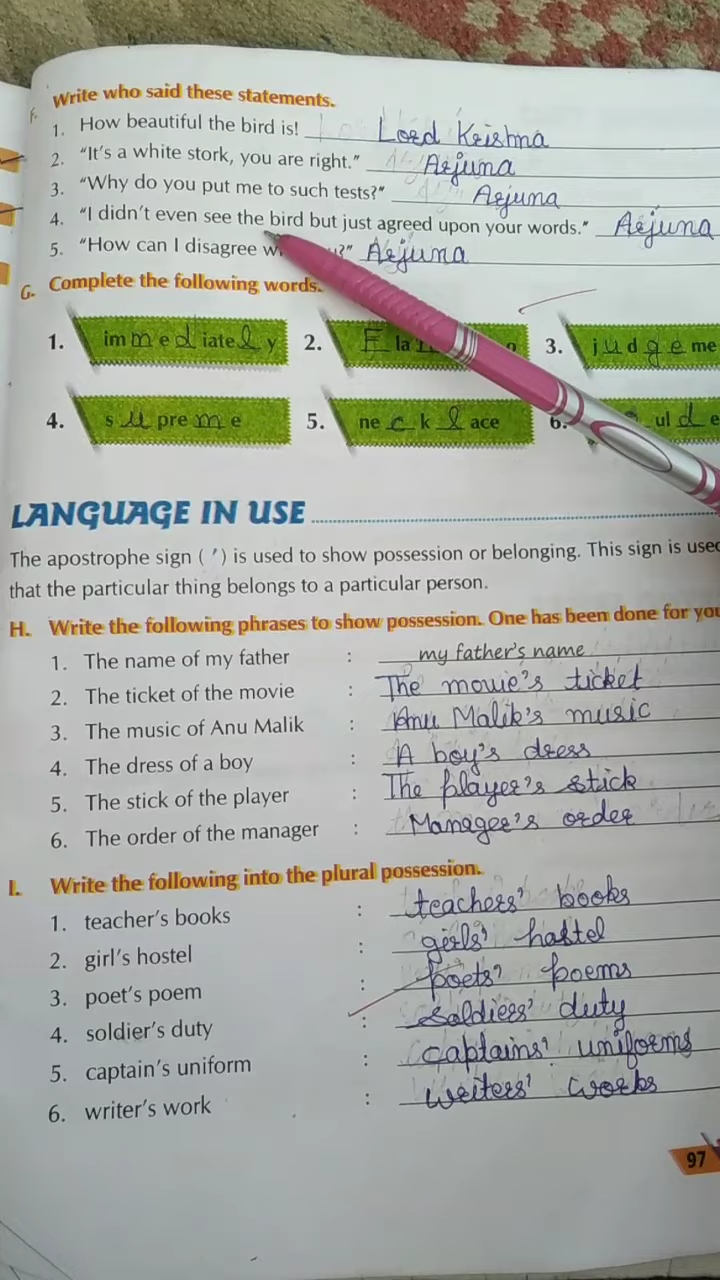 F. Write who said these statements.
1. How beautiful the bird is! Lord Krishna
2. "It's a white stork, you are right." Arjuna
3. "Why do you put me to such tests?" Arjuna
4. "I didn't even see the bird but just agreed upon your words." Arjuna
5. "How can I disagree Arjuna
G. Complete the following words.
1. immediately 2. 3. judgeme
4. supreme 5. neck lace 6. ulde
LANGUAGE IN USE
The apostrophe sign ( ' ) is used to show possession or belonging. This sign is used
that the particular thing belongs to a particular person.
H. Write the following phrases to show possession. One has been done for you
1. The name of my father : my father's name
2. The ticket of the movie : The movie's ticket
3. The music of Anu Malik : Anu Malik's music
4. The dress of a boy : A boy's dress
5. The stick of the player : The player's stick
6. The order of the manager : Manager's order
I. Write the following into the plural possession.
1. teacher's books : teachers' books
2. girl's hostel : girls' hostel
3. poet's poem : poets' poems
4. soldier's duty : soldiers' duty
5. captain's uniform : captains' uniforms
6. writer's work : writers' works
97